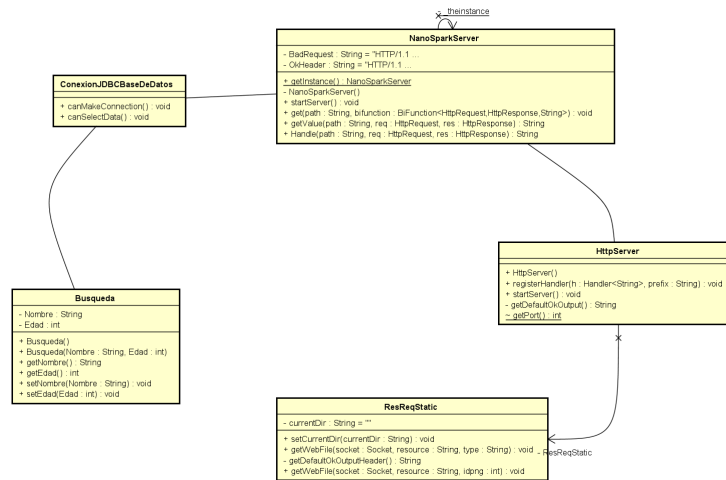 - _theinstance
NanoSparkServer
- BadRequest : String = "HTTP/1.1 ...
- OkHeader : String = "HTTP/1.1 ...
+ getInstance() : NanoSparkServer
- NanoSparkServer()
+ startServer() : void
+ get(path : String, bifunction : BiFunction<HttpRequest,HttpResponse,String>) : void
+ getValue(path : String, req : HttpRequest, res : HttpResponse) : String
+ Handle(path : String, req : HttpRequest, res : HttpResponse) : String
ConexionJDBCBaseDeDatos
+ canMakeConnection() : void
+ canSelectData() : void
HttpServer
+ HttpServer()
+ registerHandler(h : Handler<String>, prefix : String) : void
+ startServer() : void
- getDefaultOkOutput() : String
~ getPort() : int
Busqueda
- Nombre : String
- Edad : int
+ Busqueda()
+ Busqueda(Nombre : String, Edad : int)
+ getNombre() : String
+ getEdad() : int
+ setNombre(Nombre : String) : void
+ setEdad(Edad : int) : void
ResReqStatic
- currentDir : String = ""
+ setCurrentDir(currentDir : String) : void
+ getWebFile(socket : Socket, resource : String, type : String) : void
- getDefaultOkOutputHeader() : String
+ getWebFile(socket : Socket, resource : String, idpng : int) : void
- ResReqStatic